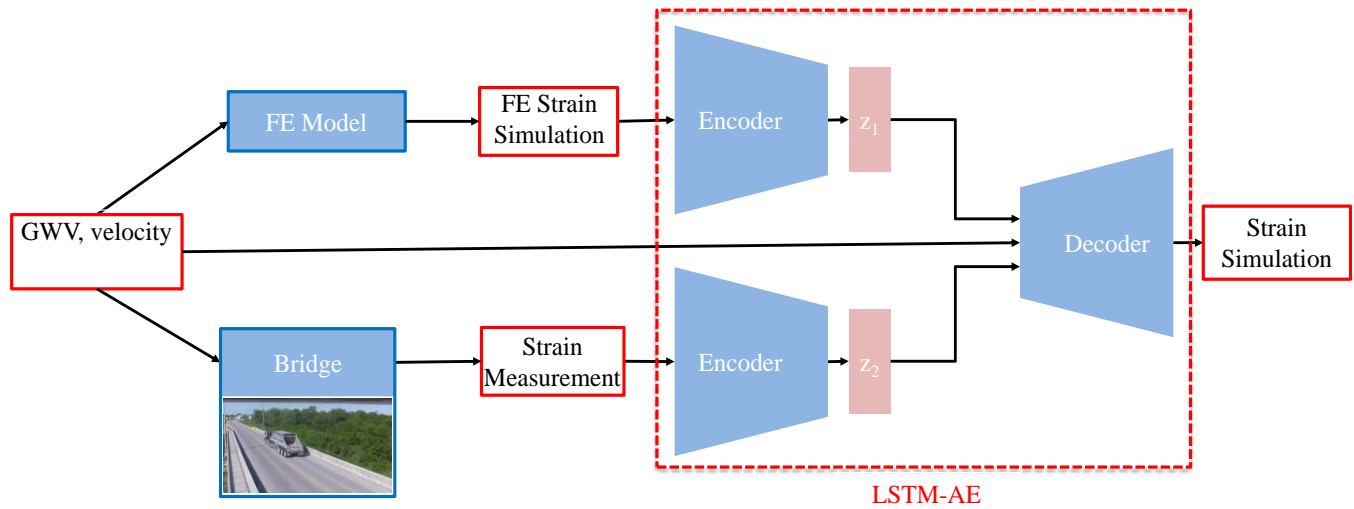 FE Model
FE Strain
Simulation
Encoder
z₁
GWV, velocity
Decoder
Strain
Simulation
Bridge
Strain
Measurement
Encoder
z₂
LSTM-AE